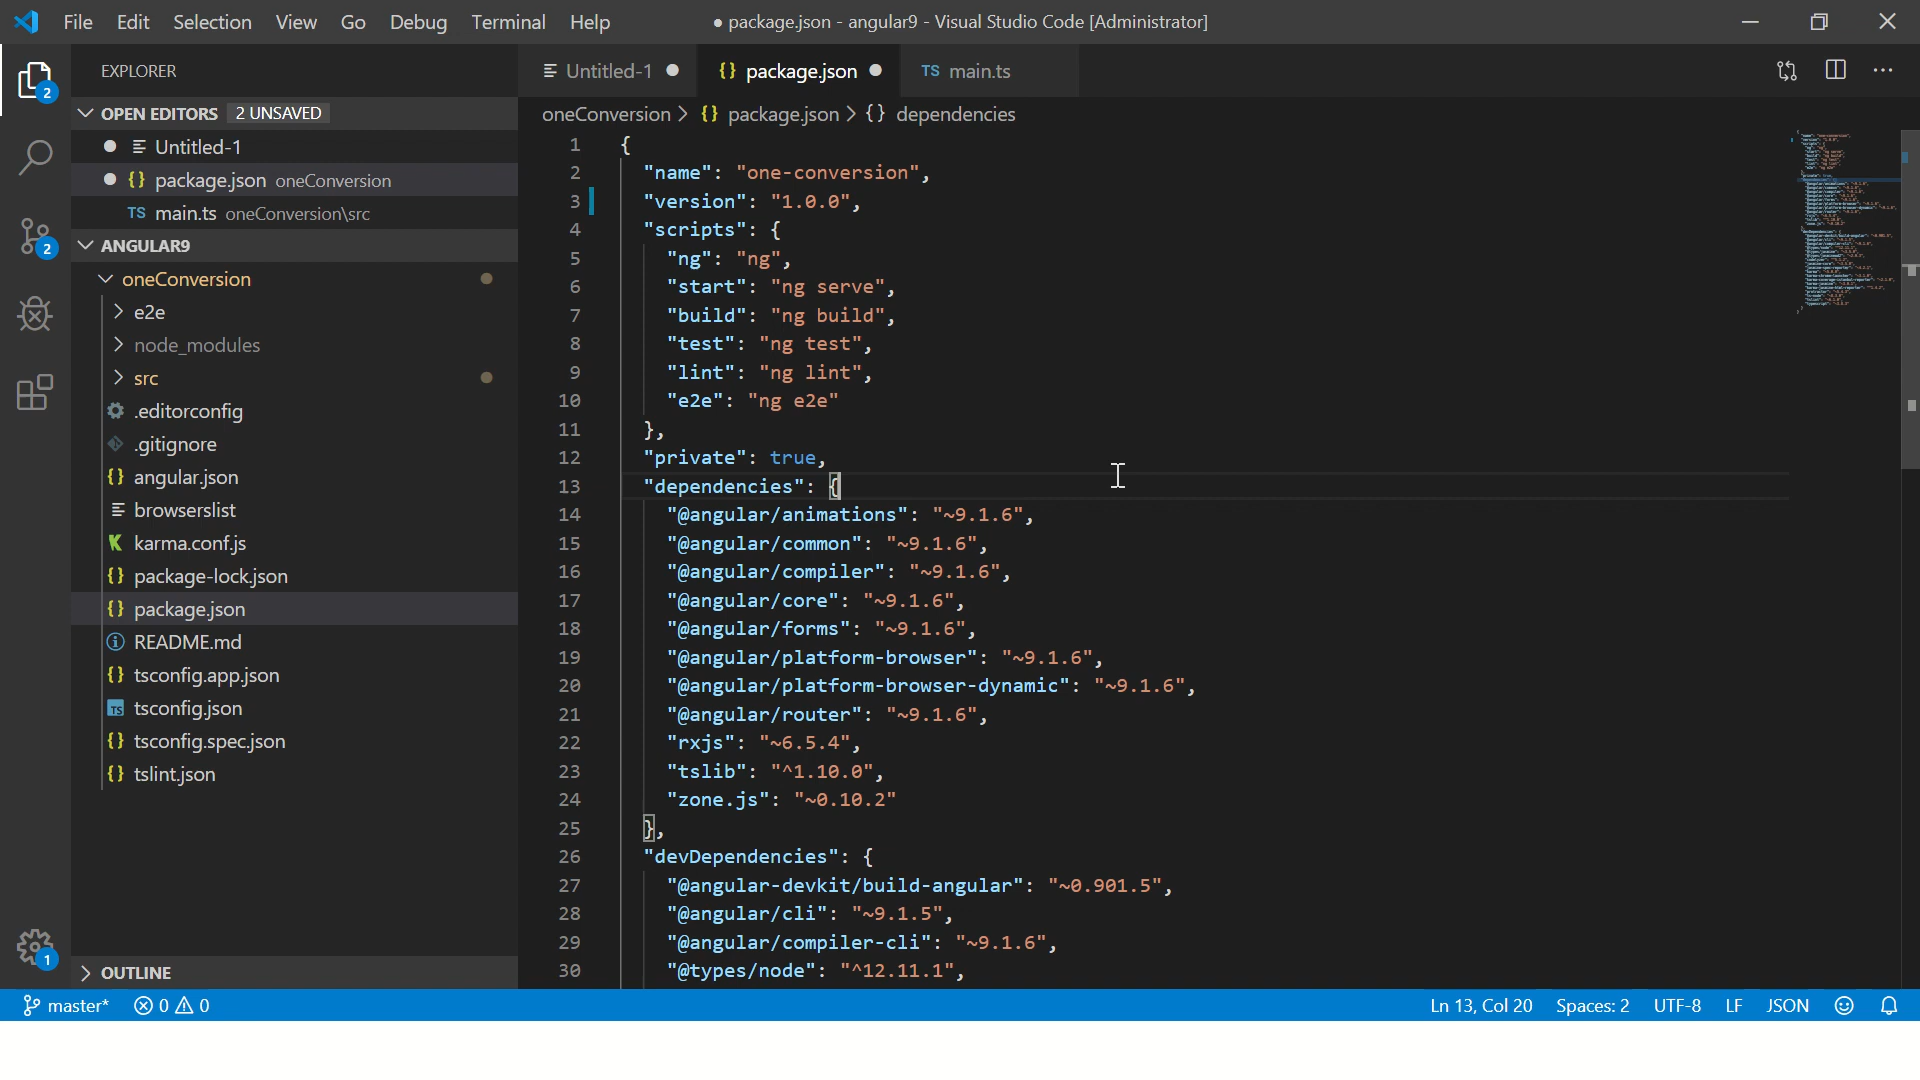 File Edit Selection View Go Debug Terminal Help
● package.json - angular9 - Visual Studio Code [Administrator]
EXPLORER
Untitled-1 ●
{} package.json ●
TS main.ts
2
OPEN EDITORS 2 UNSAVED
Untitled-1
{} package.json oneConversion
TS main.ts oneConversion\src
2
ANGULAR9
oneConversion
e2e
node_modules
src
.editorconfig
.gitignore
{} angular.json
browserslist
karma.conf.js
{} package-lock.json
{} package.json
README.md
{} tsconfig.app.json
TS tsconfig.json
{} tsconfig.spec.json
{} tslint.json
1
OUTLINE
oneConversion > {} package.json > {} dependencies
1 {
2 "name": "one-conversion",
3 "version": "1.0.0",
4 "scripts": {
5 "ng": "ng",
6 "start": "ng serve",
7 "build": "ng build",
8 "test": "ng test",
9 "lint": "ng lint",
10 "e2e": "ng e2e"
11 },
12 "private": true,
13 "dependencies": {
14 "@angular/animations": "~9.1.6",
15 "@angular/common": "~9.1.6",
16 "@angular/compiler": "~9.1.6",
17 "@angular/core": "~9.1.6",
18 "@angular/forms": "~9.1.6",
19 "@angular/platform-browser": "~9.1.6",
20 "@angular/platform-browser-dynamic": "~9.1.6",
21 "@angular/router": "~9.1.6",
22 "rxjs": "~6.5.4",
23 "tslib": "^1.10.0",
24 "zone.js": "~0.10.2"
25 },
26 "devDependencies": {
27 "@angular-devkit/build-angular": "~0.901.5",
28 "@angular/cli": "~9.1.5",
29 "@angular/compiler-cli": "~9.1.6",
30 "@types/node": "^12.11.1",
master* 0 0
Ln 13, Col 20 Spaces: 2 UTF-8 LF JSON